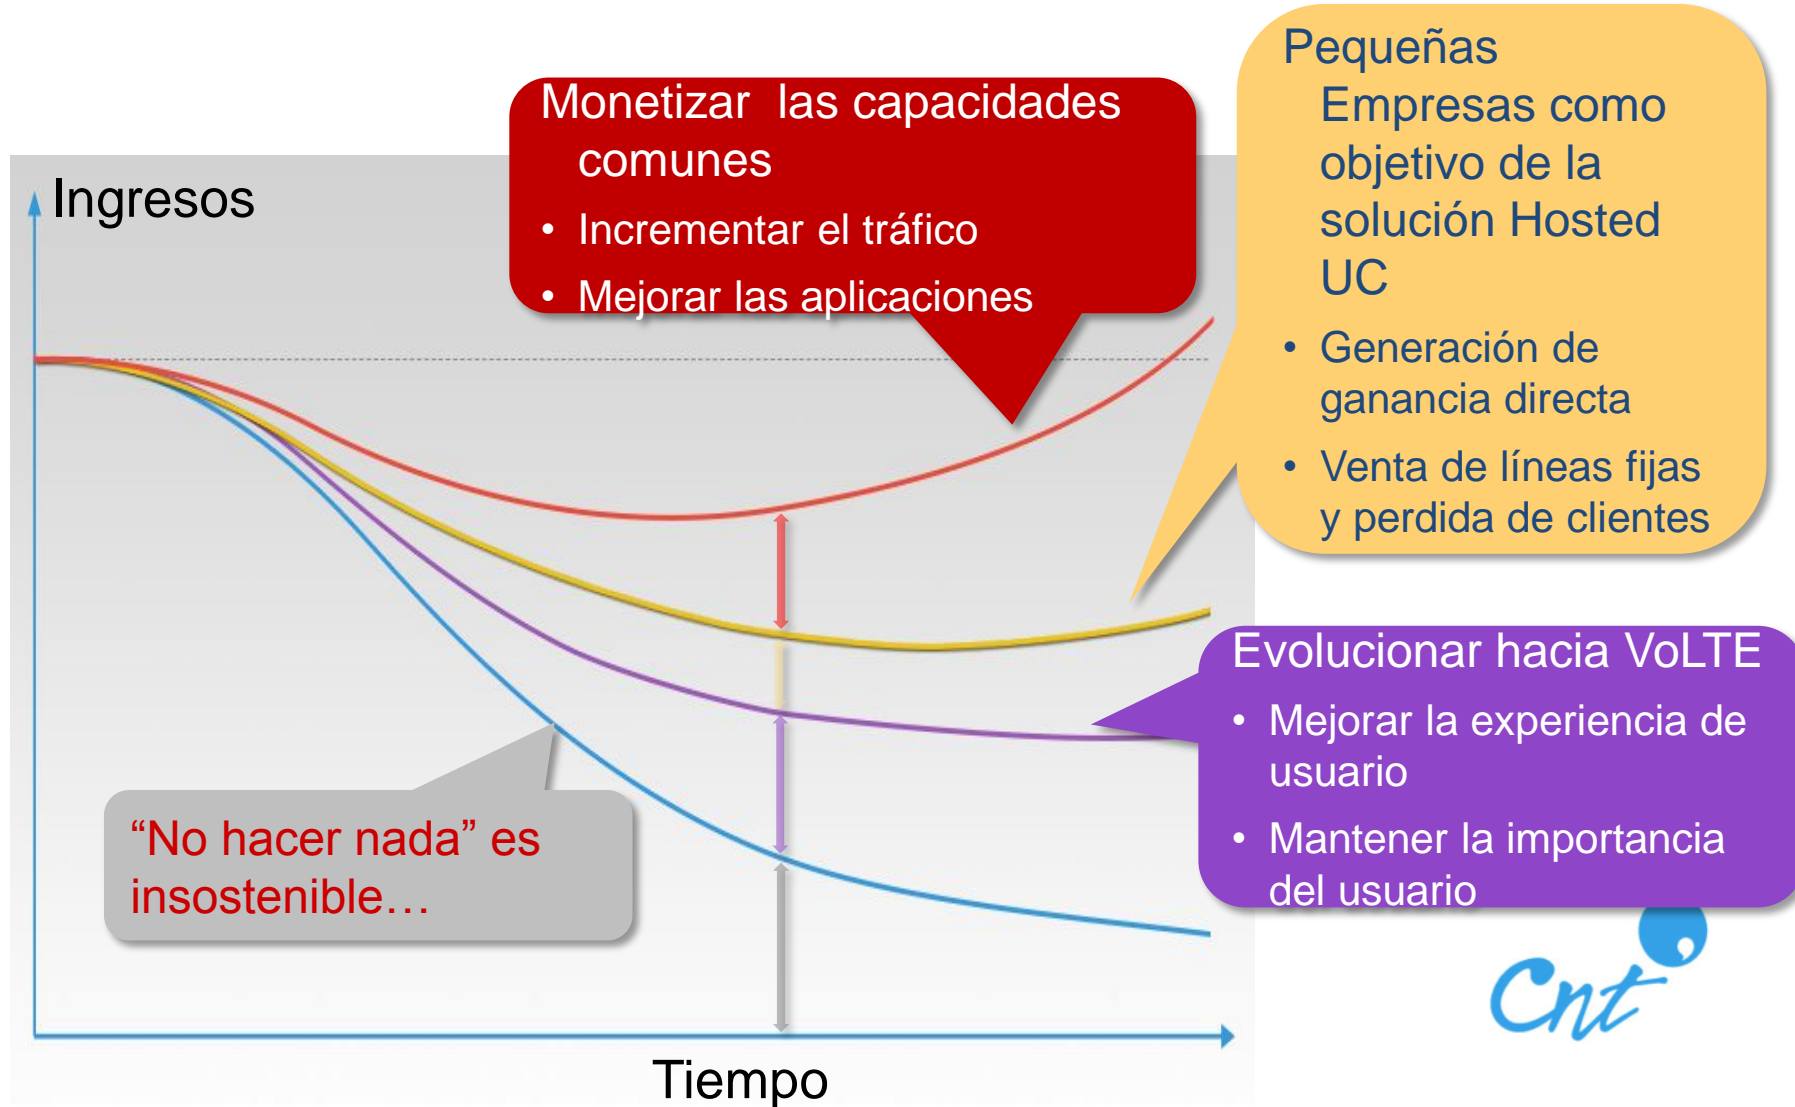 Ingresos
Monetizar las capacidades
comunes
• Incrementar el tráfico
• Mejorar las aplicaciones
Pequeñas
Empresas como
objetivo de la
solución Hosted
UC
• Generación de
ganancia directa
• Venta de líneas fijas
y perdida de clientes
Evolucionar hacia VoLTE
• Mejorar la experiencia de
usuario
• Mantener la importancia
del usuario
“No hacer nada” es
insostenible…
Cnt
Tiempo